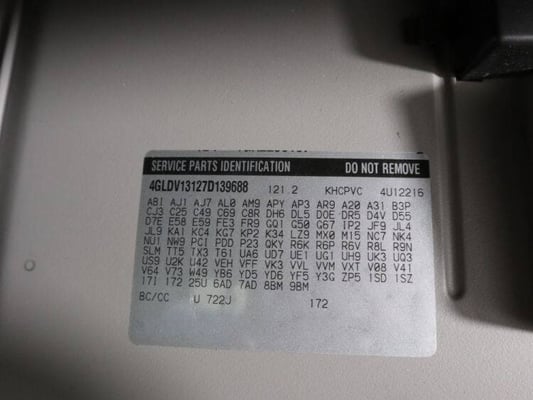 SERVICE PARTS IDENTIFICATION DO NOT REMOVE
4GLDV13127D139688 121.2 KHCPVC 4U12216
A81 AJ1 AJ7 AL0 AM9 APY AP3 AR9 A20 A31 B3P
CJ3 C25 C49 C69 C8R DH6 DL5 D0E DR5 D4V D55
D7E E58 E59 FE3 FR9 GQ1 G50 G67 IP2 JF9 JL4
JL9 KA1 KC4 KG7 KP2 K34 LZ9 MX0 M15 NC7 NK4
NU1 NW9 PCI PDD P23 QKY R6K R6P R6V R8L R9N
SLM TT5 TX3 T61 UA6 UD7 UE1 UG1 UH9 UK3 UQ3
US9 U2K U42 VEH VFF VK3 VVL VVM VXT V08 V41
V64 V73 W49 YB6 YD5 YD6 YF5 Y3G ZP5 1SD 1SZ
17I 172 25U 6AD 7AD 8BM 9BM
BC/CC U 722J 172